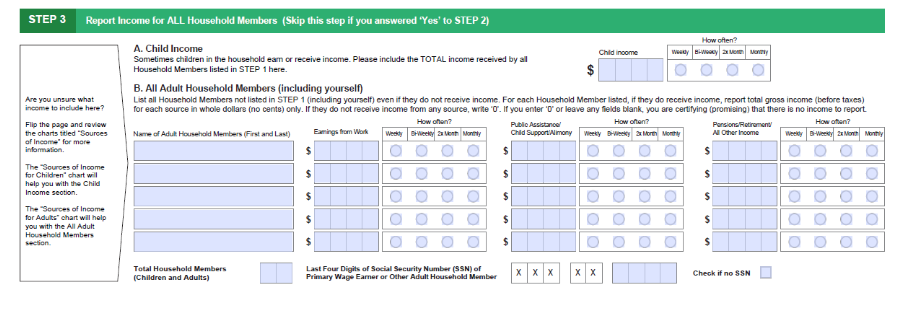 STEP 3 Report Income for ALL Household Members (Skip this step if you answered 'Yes' to STEP 2)
Are you unsure what
income to include here?
Flip the page and review
the charts titled "Sources
of Income" for more
information.
The "Sources of Income
for Children" chart will
help you with the Child
Income section.
The "Sources of Income
for Adults" chart will help
you with the All Adult
Household Members
section.
A. Child Income
Sometimes children in the household earn or receive income. Please include the TOTAL income received by all
Household Members listed in STEP 1 here.
Child income
How often?
Weekly Bi-Weekly 2x Month Monthly
$
B. All Adult Household Members (including yourself)
List all Household Members not listed in STEP 1 (including yourself) even if they do not receive income. For each Household Member listed, if they do receive income, report total gross income (before taxes)
for each source in whole dollars (no cents) only. If they do not receive income from any source, write '0'. If you enter '0' or leave any fields blank, you are certifying (promising) that there is no income to report.
Name of Adult Household Members (First and Last)
Earnings from Work
How often?
Weekly Bi-Weekly 2x Month Monthly
Public Assistance/
Child Support/Alimony
How often?
Weekly Bi-Weekly 2x Month Monthly
Pensions/Retirement/
All Other Income
How often?
Weekly Bi-Weekly 2x Month Monthly
$ $ $
$ $ $
$ $ $
$ $ $
$ $ $
Total Household Members
(Children and Adults)
Last Four Digits of Social Security Number (SSN) of
Primary Wage Earner or Other Adult Household Member
X X X X X
Check if no SSN